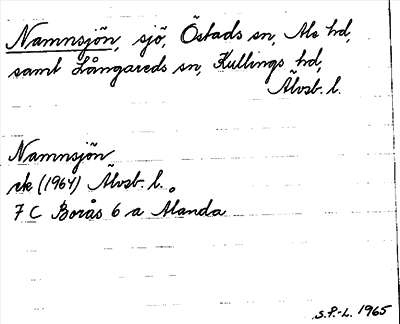 Namnsjön, sjö, Östads sn, Ale hd,
samt Långareds sn, Kullings hd,
Älvsb. l.
Namnsjön
ek (1964) Älvsb. l.
7 C Borås 6 a Alanda
S.P.-L. 1965